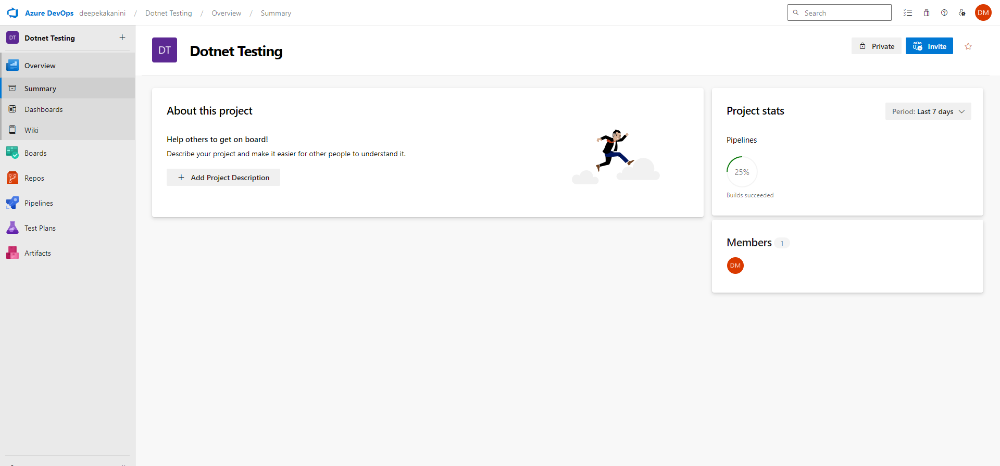 Azure DevOps deepekakanini / Dotnet Testing / Overview / Summary
Search
DM
DT Dotnet Testing +
Overview
Summary
Dashboards
Wiki
Boards
Repos
Pipelines
Test Plans
Artifacts
DT Dotnet Testing
Private
Invite
About this project
Help others to get on board!
Describe your project and make it easier for other people to understand it.
+ Add Project Description
Project stats
Period: Last 7 days
Pipelines
25%
Builds succeeded
Members 1
DM